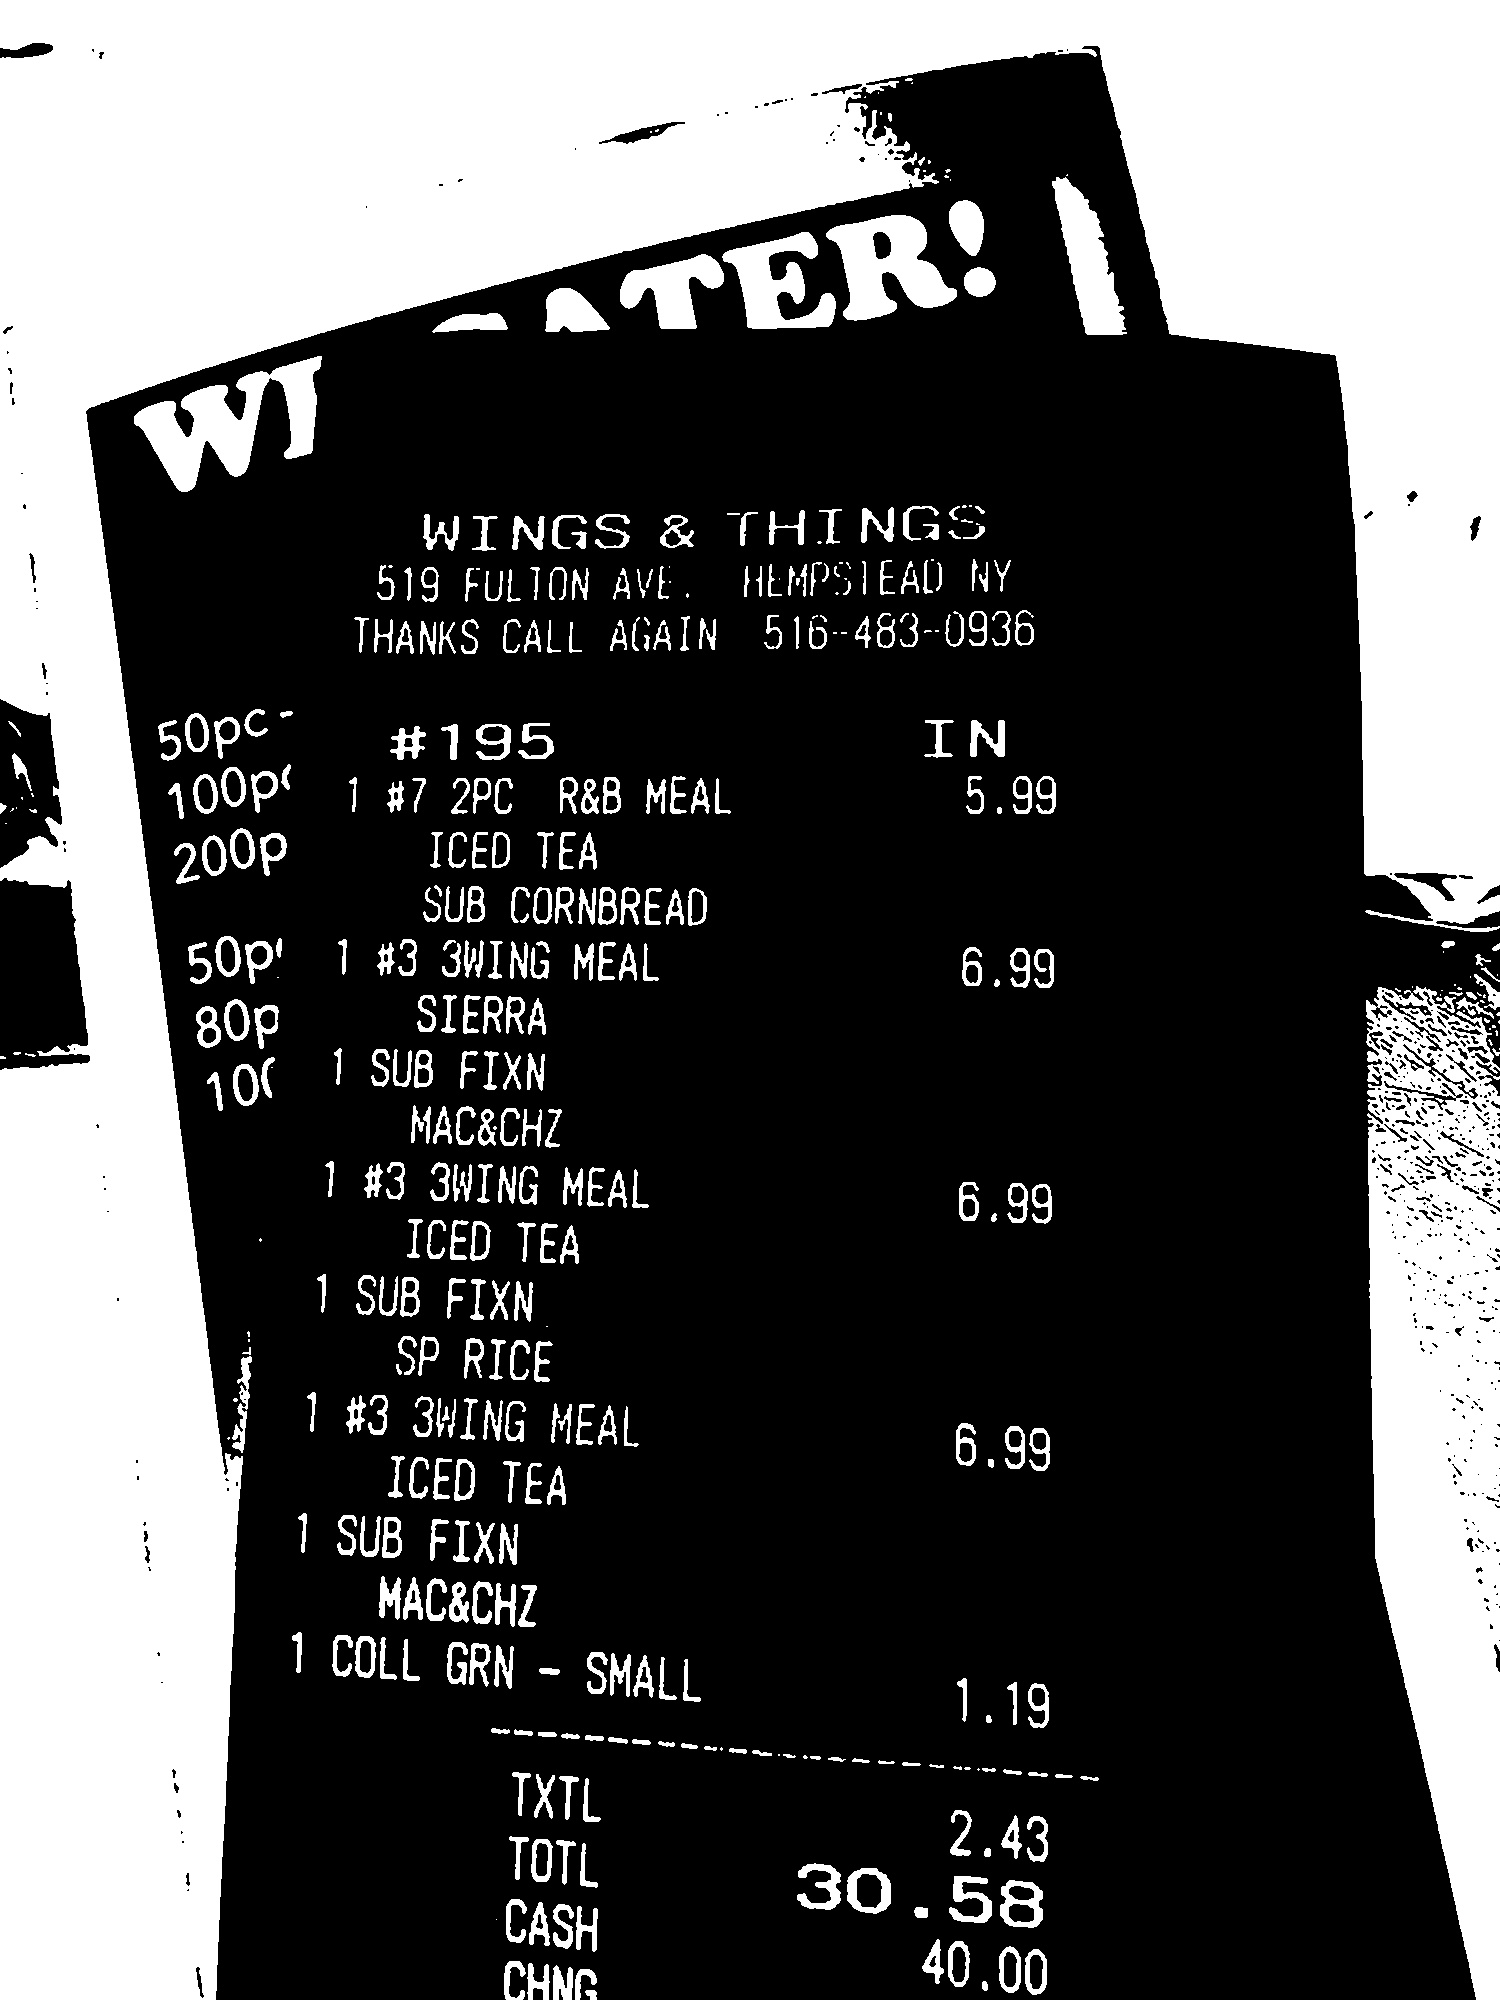 CATER!
WINGS & THINGS
519 FULTON AVE. HEMPSTEAD NY
THANKS CALL AGAIN 516-483-0936
50pc-
100p
200p
50p
80p
10
#195 IN
1 #7 2PC R&B MEAL 5.99
ICED TEA
SUB CORNBREAD
1 #3 3WING MEAL 6.99
SIERRA
1 SUB FIXN
MAC&CHZ
1 #3 3WING MEAL 6.99
ICED TEA
1 SUB FIXN
SP RICE
1 #3 3WING MEAL 6.99
ICED TEA
1 SUB FIXN
MAC&CHZ
1 COLL GRN - SMALL 1.19
TXTL 2.43
TOTL 30.58
CASH 40.00
CHNG